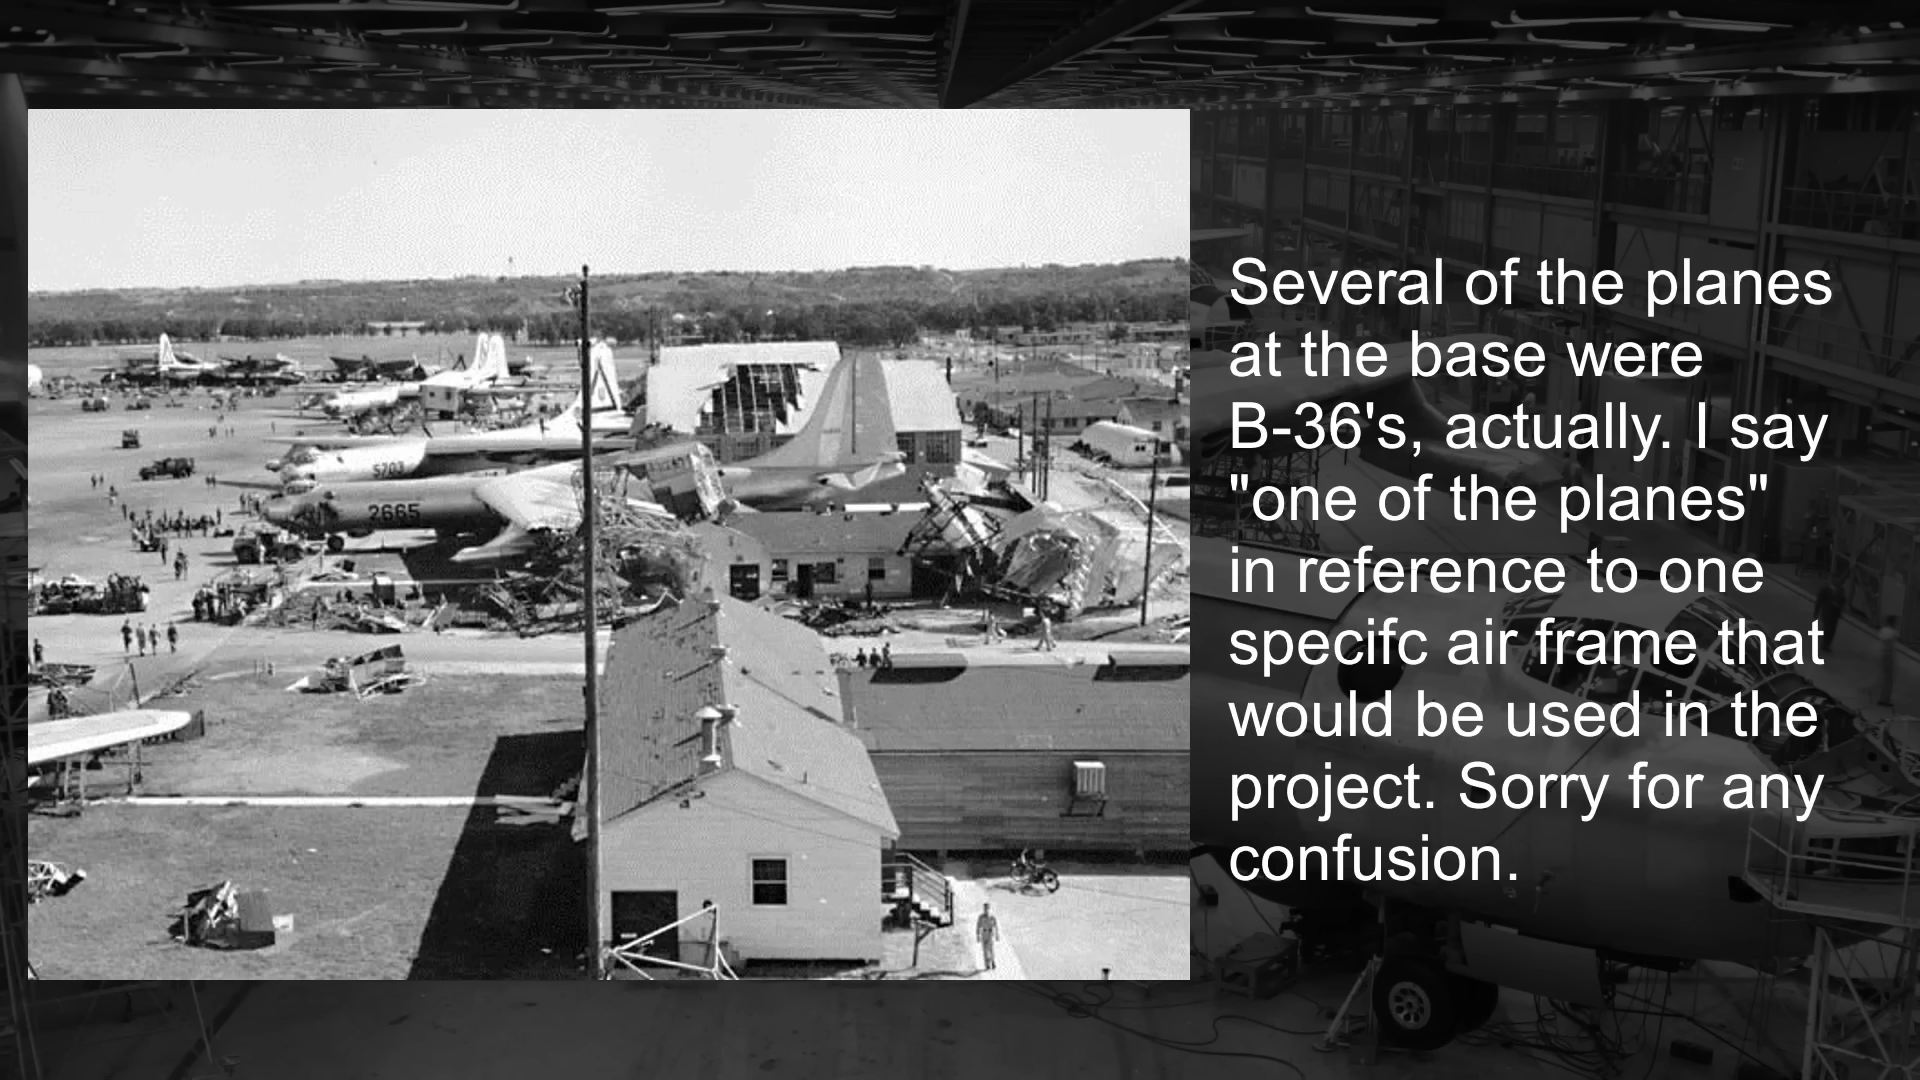 Several of the planes
at the base were
B-36's, actually. I say
"one of the planes"
in reference to one
specifc air frame that
would be used in the
project. Sorry for any
confusion.
5703
2665